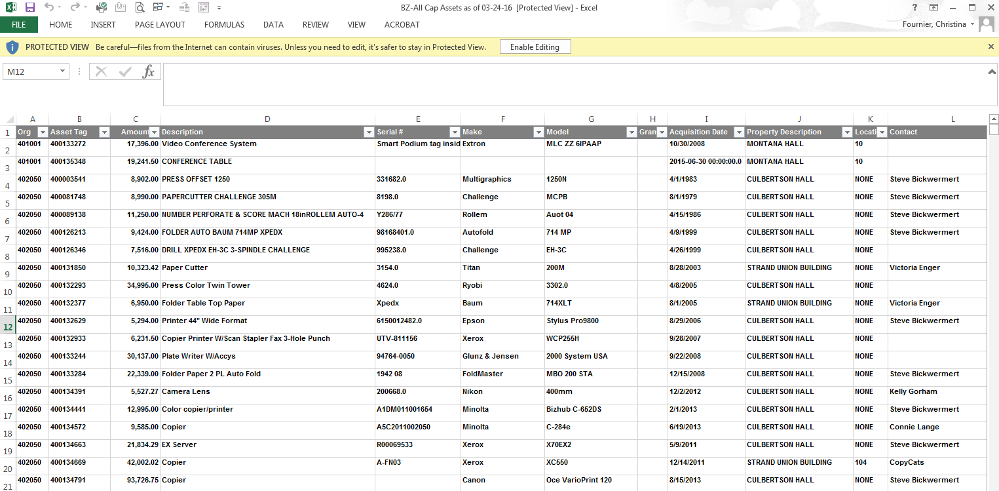 BZ-All Cap Assets as of 03-24-16 [Protected View] - Excel
FILE HOME INSERT PAGE LAYOUT FORMULAS DATA REVIEW VIEW ACROBAT Fournier, Christina
PROTECTED VIEW Be careful—files from the Internet can contain viruses. Unless you need to edit, it's safer to stay in Protected View. Enable Editing
M12 fx
A B C D E F G H I J K L
1 Org Asset Tag Amount Description Serial # Make Model Gran Acquisition Date Property Description Locati Contact
2 401001 400133272 17,396.00 Video Conference System Smart Podium tag insid Extron MLC ZZ 6IPAAP 10/30/2008 MONTANA HALL 10
3 401001 400135348 19,241.50 CONFERENCE TABLE 2015-06-30 00:00:00.0 MONTANA HALL 10
4 402050 400003541 8,902.00 PRESS OFFSET 1250 331682.0 Multigraphics 1250N 4/1/1983 CULBERTSON HALL NONE Steve Bickwermert
5 402050 400081748 8,990.00 PAPERCUTTER CHALLENGE 305M 8198.0 Challenge MCPB 8/1/1979 CULBERTSON HALL NONE Steve Bickwermert
6 402050 400089138 11,250.00 NUMBER PERFORATE & SCORE MACH 18inROLLEM AUTO-4 Y286/77 Rollem Auot 04 4/15/1986 CULBERTSON HALL NONE Steve Bickwermert
7 402050 400126213 9,424.00 FOLDER AUTO BAUM 714MP XPEDX 98168401.0 Autofold 714 MP 4/9/1999 CULBERTSON HALL NONE Steve Bickwermert
8 402050 400126346 7,516.00 DRILL XPEDX EH-3C 3-SPINDLE CHALLENGE 995238.0 Challenge EH-3C 4/26/1999 CULBERTSON HALL NONE
9 402050 400131850 10,323.42 Paper Cutter 3154.0 Titan 200M 8/28/2003 STRAND UNION BUILDING NONE Victoria Enger
10 402050 400132293 34,995.00 Press Color Twin Tower 4624.0 Ryobi 3302.0 4/8/2005 CULBERTSON HALL NONE
11 402050 400132377 6,950.00 Folder Table Top Paper Xpedx Baum 714XLT 8/1/2005 STRAND UNION BUILDING NONE Victoria Enger
12 402050 400132629 5,294.00 Printer 44" Wide Format 6150012482.0 Epson Stylus Pro9800 8/29/2006 CULBERTSON HALL NONE Steve Bickwermert
13 402050 400132933 6,231.50 Copier Printer W/Scan Stapler Fax 3-Hole Punch UTV-811156 Xerox WCP255H 9/28/2007 CULBERTSON HALL NONE
14 402050 400133244 30,137.00 Plate Writer W/Accys 94764-0050 Glunz & Jensen 2000 System USA 9/22/2008 CULBERTSON HALL NONE
15 402050 400133284 22,339.00 Folder Paper 2 PL Auto Fold 1942 08 FoldMaster MBO 200 STA 12/15/2008 CULBERTSON HALL NONE Steve Bickwermert
16 402050 400134391 5,527.27 Camera Lens 200668.0 Nikon 400mm 12/2/2012 CULBERTSON HALL NONE Kelly Gorham
17 402050 400134441 12,995.00 Color copier/printer A1DM011001654 Minolta Bizhub C-652DS 2/1/2013 CULBERTSON HALL NONE Steve Bickwermert
18 402050 400134572 9,585.00 Copier A5C2011002050 Minolta C-284e 6/19/2013 CULBERTSON HALL NONE Connie Lange
19 402050 400134663 21,834.29 EX Server R00069533 Xerox X70EX2 5/9/2011 CULBERTSON HALL NONE Steve Bickwermert
20 402050 400134669 42,002.02 Copier A-FN03 Xerox XC550 12/14/2011 STRAND UNION BUILDING 104 CopyCats
21 402050 400134791 93,726.75 Copier Canon Oce VarioPrint 120 8/15/2013 CULBERTSON HALL NONE Steve Bickwermert